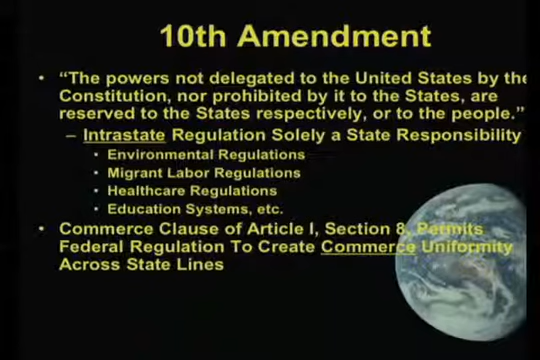 10th Amendment
• “The powers not delegated to the United States by the
Constitution, nor prohibited by it to the States, are
reserved to the States respectively, or to the people.”
– Intrastate Regulation Solely a State Responsibility
• Environmental Regulations
• Migrant Labor Regulations
• Healthcare Regulations
• Education Systems, etc.
• Commerce Clause of Article I, Section 8, Permits
Federal Regulation To Create Commerce Uniformity
Across State Lines